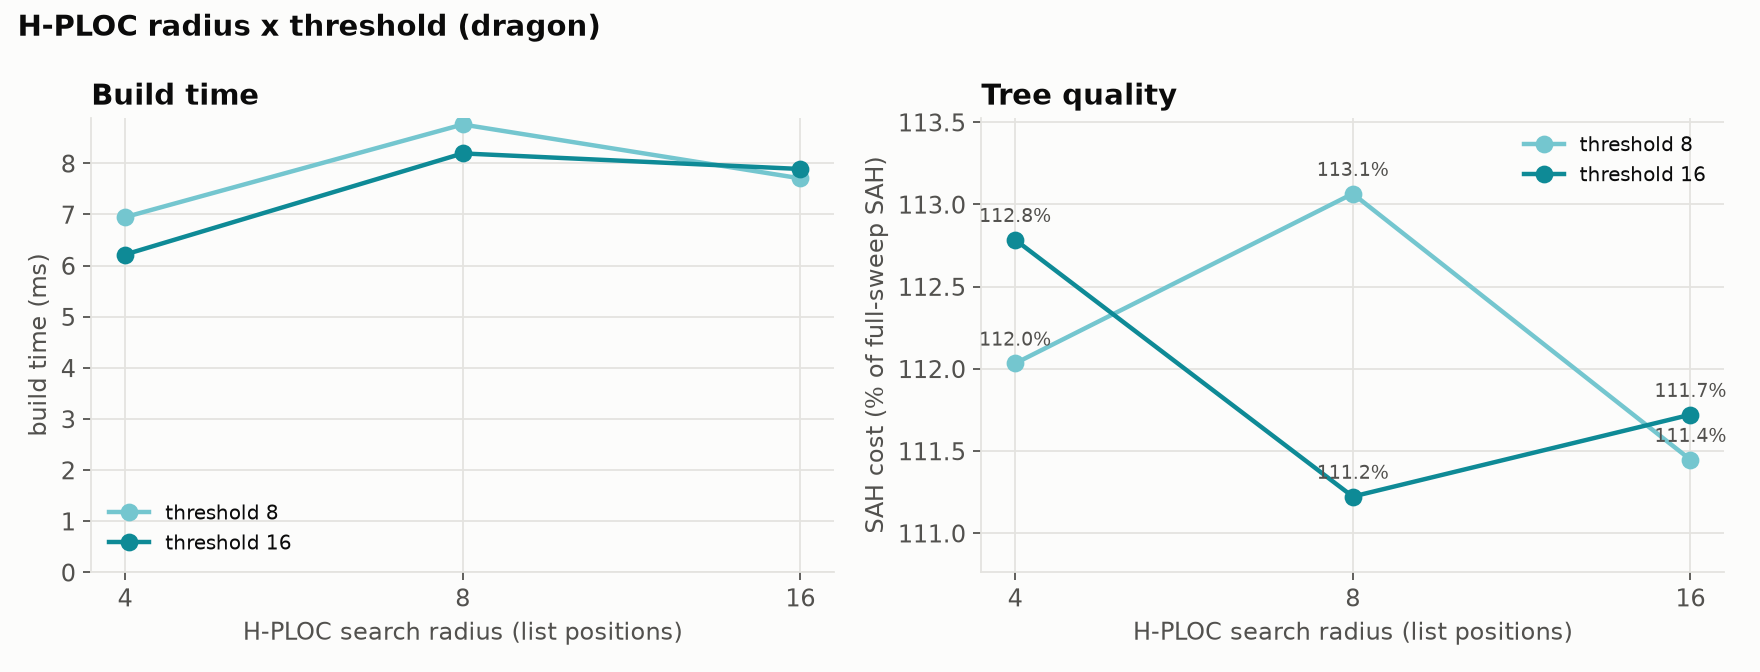 H-PLOC radius x threshold (dragon)
Build time
build time (ms)
8
7
6
5
4
3
2
1
0
threshold 8
threshold 16
4
8
16
H-PLOC search radius (list positions)
Tree quality
SAH cost (% of full-sweep SAH)
113.5
113.0
112.5
112.0
111.5
111.0
threshold 8
threshold 16
113.1%
112.8%
112.0%
111.7%
111.4%
111.2%
4
8
16
H-PLOC search radius (list positions)